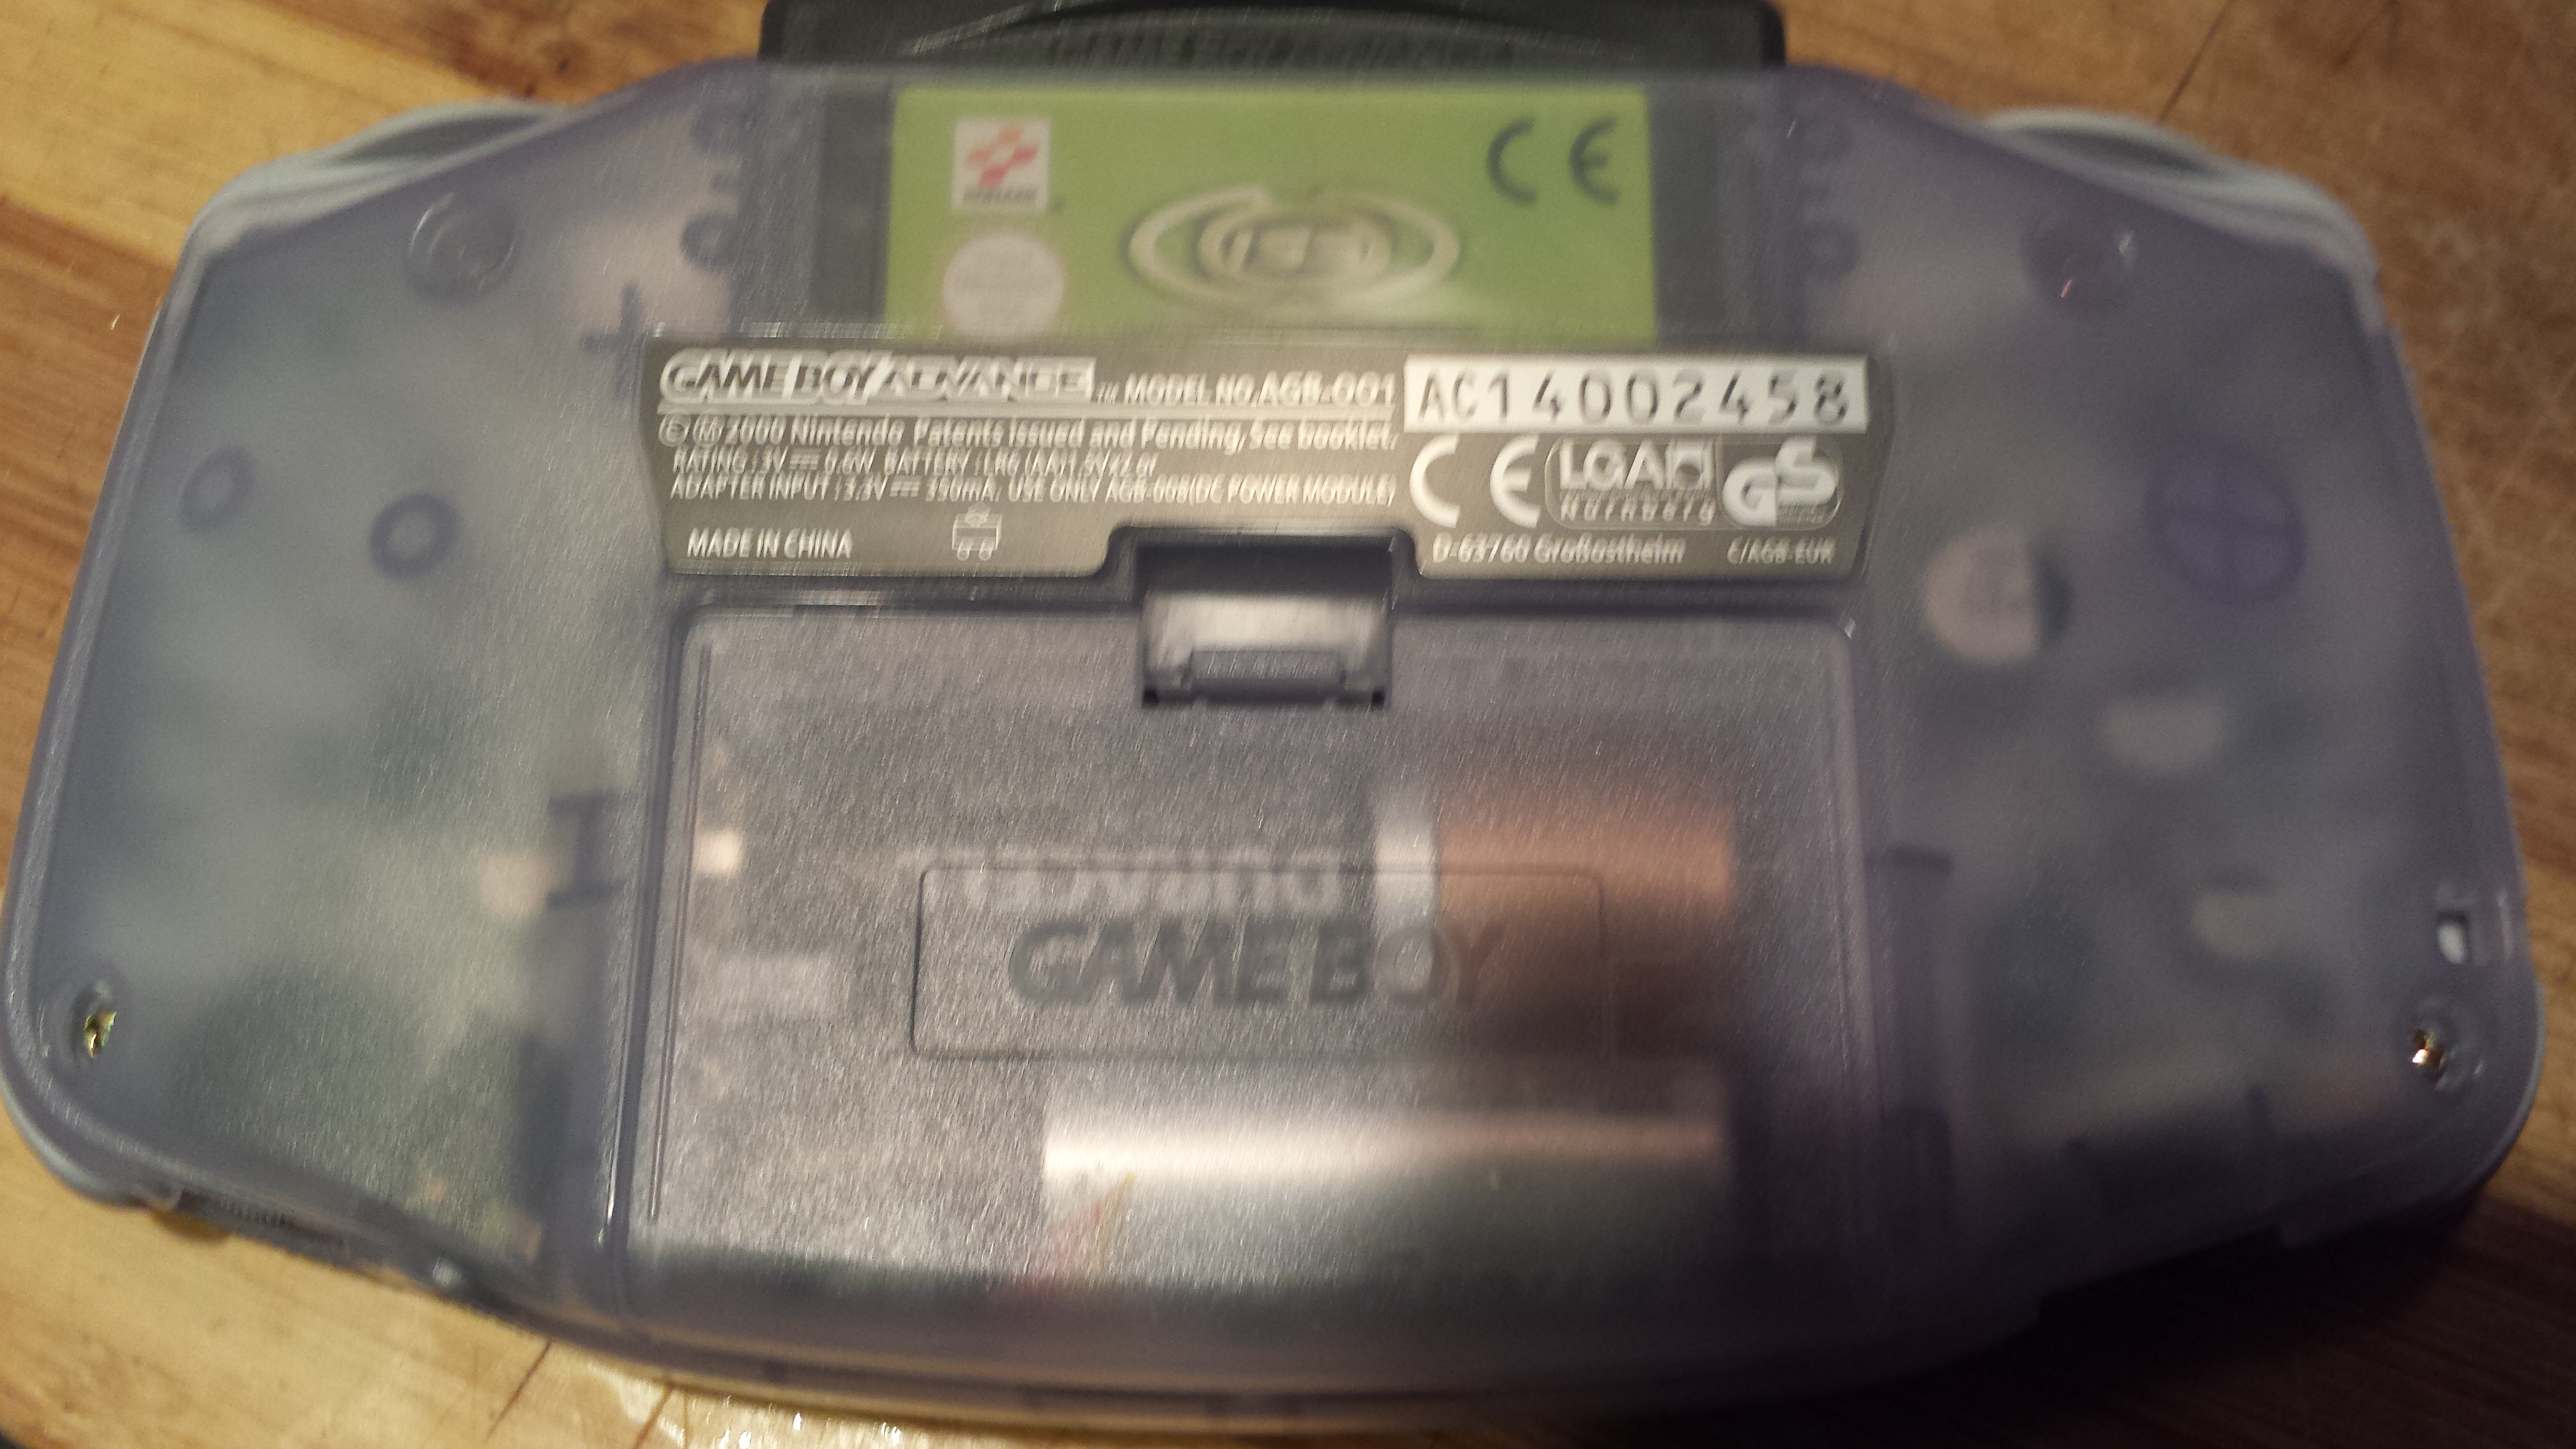 KONAMI
CE
GAME BOY ADVANCE TM MODEL NO. AGB-001
AC14002458
© ℗ 2000 Nintendo. Patents Issued and Pending, See booklet.
RATING : 3V ⎓ 0.6W BATTERY : LR6 (AA)1.5V
ADAPTER INPUT : 3.3V ⎓ 350mA, USE ONLY AGB-008(DC POWER MODULE)
MADE IN CHINA
CE LGA GS
Nürnberg
D-63760 Großostheim C/AGB-EUR
GAME BOY